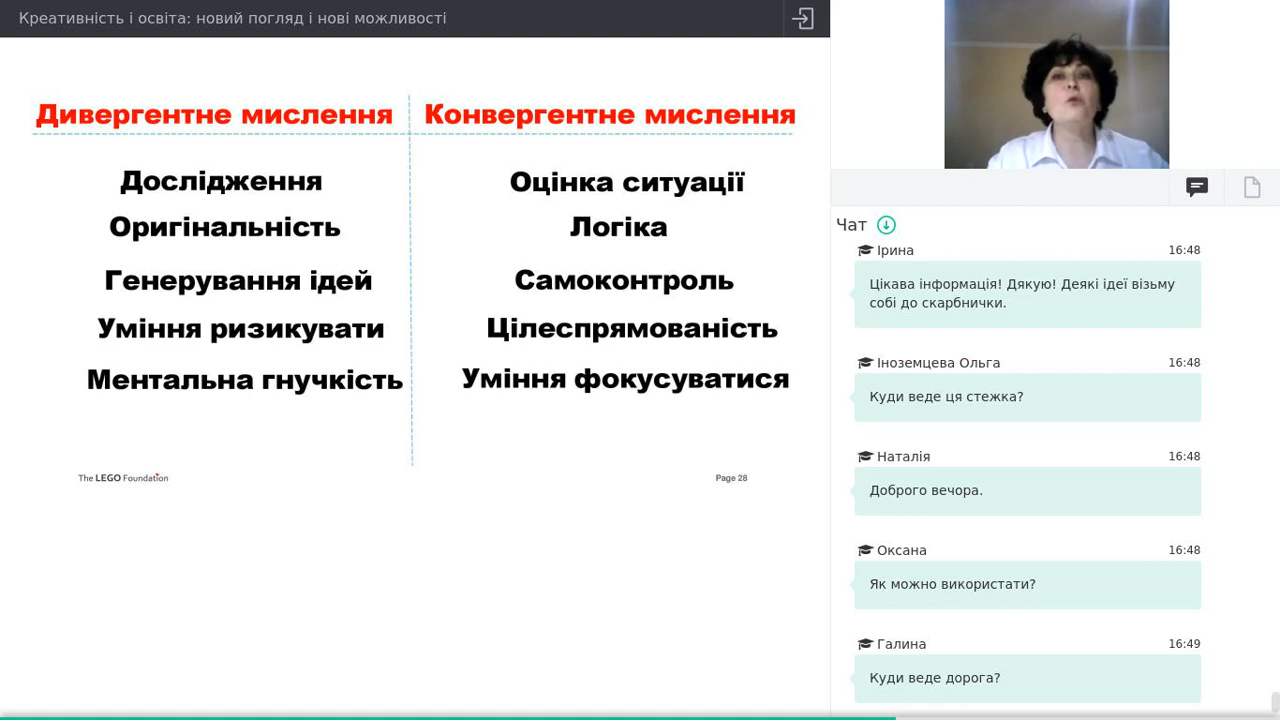 Креативність і освіта: новий погляд і нові можливості
Дивергентне мислення
Дослідження
Оригінальність
Генерування ідей
Уміння ризикувати
Ментальна гнучкість
Конвергентне мислення
Оцінка ситуації
Логіка
Самоконтроль
Цілеспрямованість
Уміння фокусуватися
The LEGO Foundation
Page 28
Чат
Ірина 16:48
Цікава інформація! Дякую! Деякі ідеї візьму
собі до скарбнички.
Іноземцева Ольга 16:48
Куди веде ця стежка?
Наталія 16:48
Доброго вечора.
Оксана 16:48
Як можно використати?
Галина 16:49
Куди веде дорога?